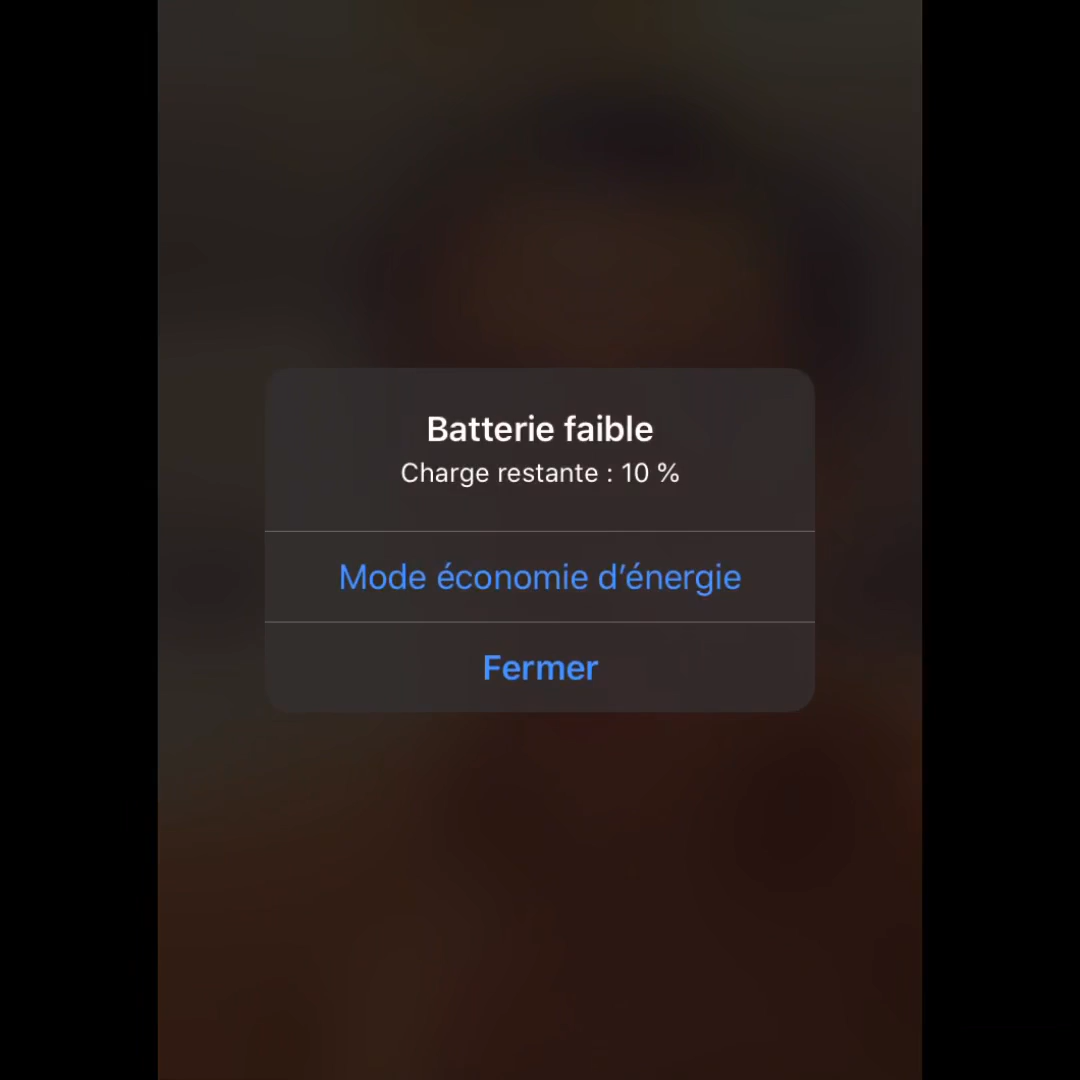 Batterie faible
Charge restante : 10 %
Mode économie d’énergie
Fermer